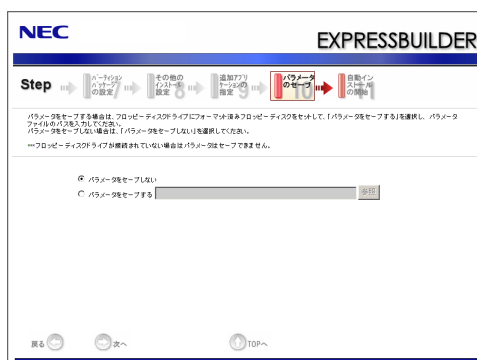 NEC
EXPRESSBUILDER
Step
パーティション
パッケージ
の設定 7
その他の
インストール
設定 8
追加アプリ
ケーションの
指定 9
パラメータ
のセーブ 10
自動イン
ストール
の開始
パラメータをセーブする場合は、フロッピーディスクドライブにフォーマット済みフロッピーディスクをセットして、「パラメータをセーブする」を選択し、パラメータ
ファイルのパスを入力してください。
パラメータをセーブしない場合は、「パラメータをセーブしない」を選択してください。
フロッピーディスクドライブが接続されていない場合はパラメータはセーブできません。
パラメータをセーブしない
パラメータをセーブする
参照
戻る
次へ
TOPへ